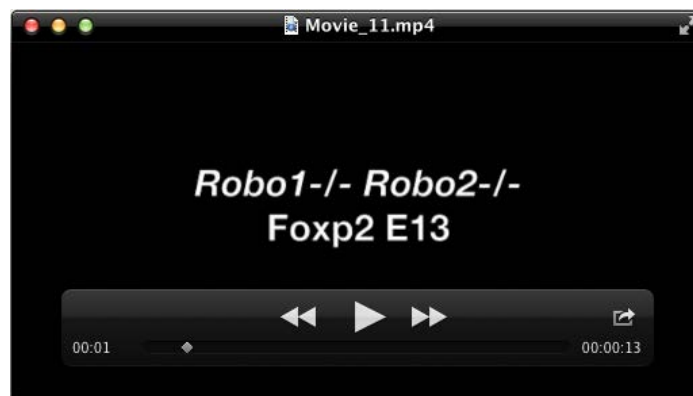 Movie_11.mp4
Robo1-/- Robo2-/-
Foxp2 E13
00:01
00:00:13